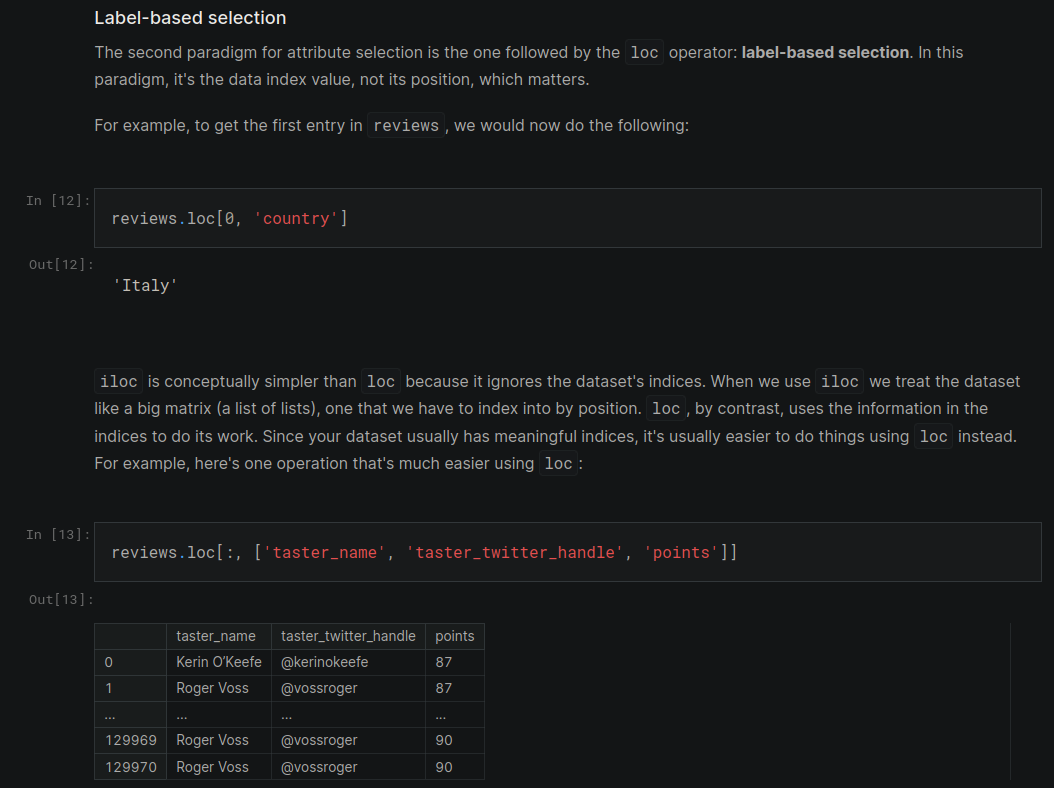 Label-based selection
The second paradigm for attribute selection is the one followed by the loc operator: label-based selection. In this
paradigm, it's the data index value, not its position, which matters.
For example, to get the first entry in reviews, we would now do the following:
In [12]:
reviews.loc[0, 'country']
Out[12]:
'Italy'
iloc is conceptually simpler than loc because it ignores the dataset's indices. When we use iloc we treat the dataset
like a big matrix (a list of lists), one that we have to index into by position. loc, by contrast, uses the information in the
indices to do its work. Since your dataset usually has meaningful indices, it's usually easier to do things using loc instead.
For example, here's one operation that's much easier using loc:
In [13]:
reviews.loc[:, ['taster_name', 'taster_twitter_handle', 'points']]
Out[13]:
taster_name taster_twitter_handle points
0 Kerin O’Keefe @kerinokeefe 87
1 Roger Voss @vossroger 87
... ... ... ...
129969 Roger Voss @vossroger 90
129970 Roger Voss @vossroger 90